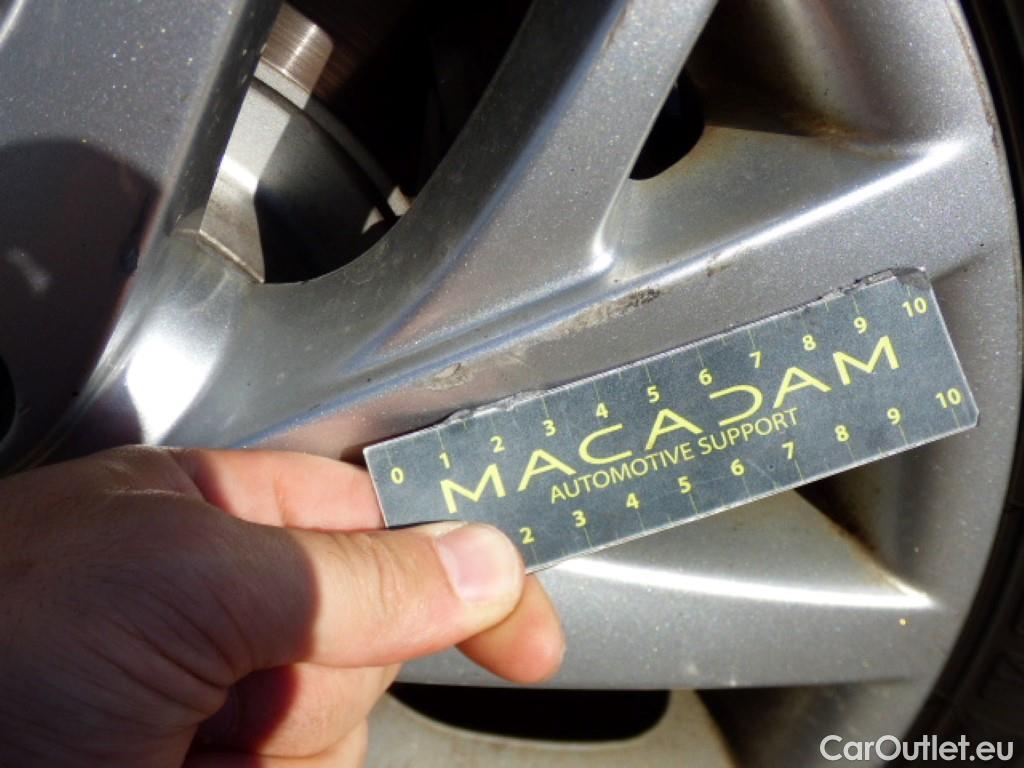 0 1 2 3 4 5 6 7 8 9 10
MACADAM
AUTOMOTIVE SUPPORT
2 3 4 5 6 7 8 9 10
CarOutlet.eu